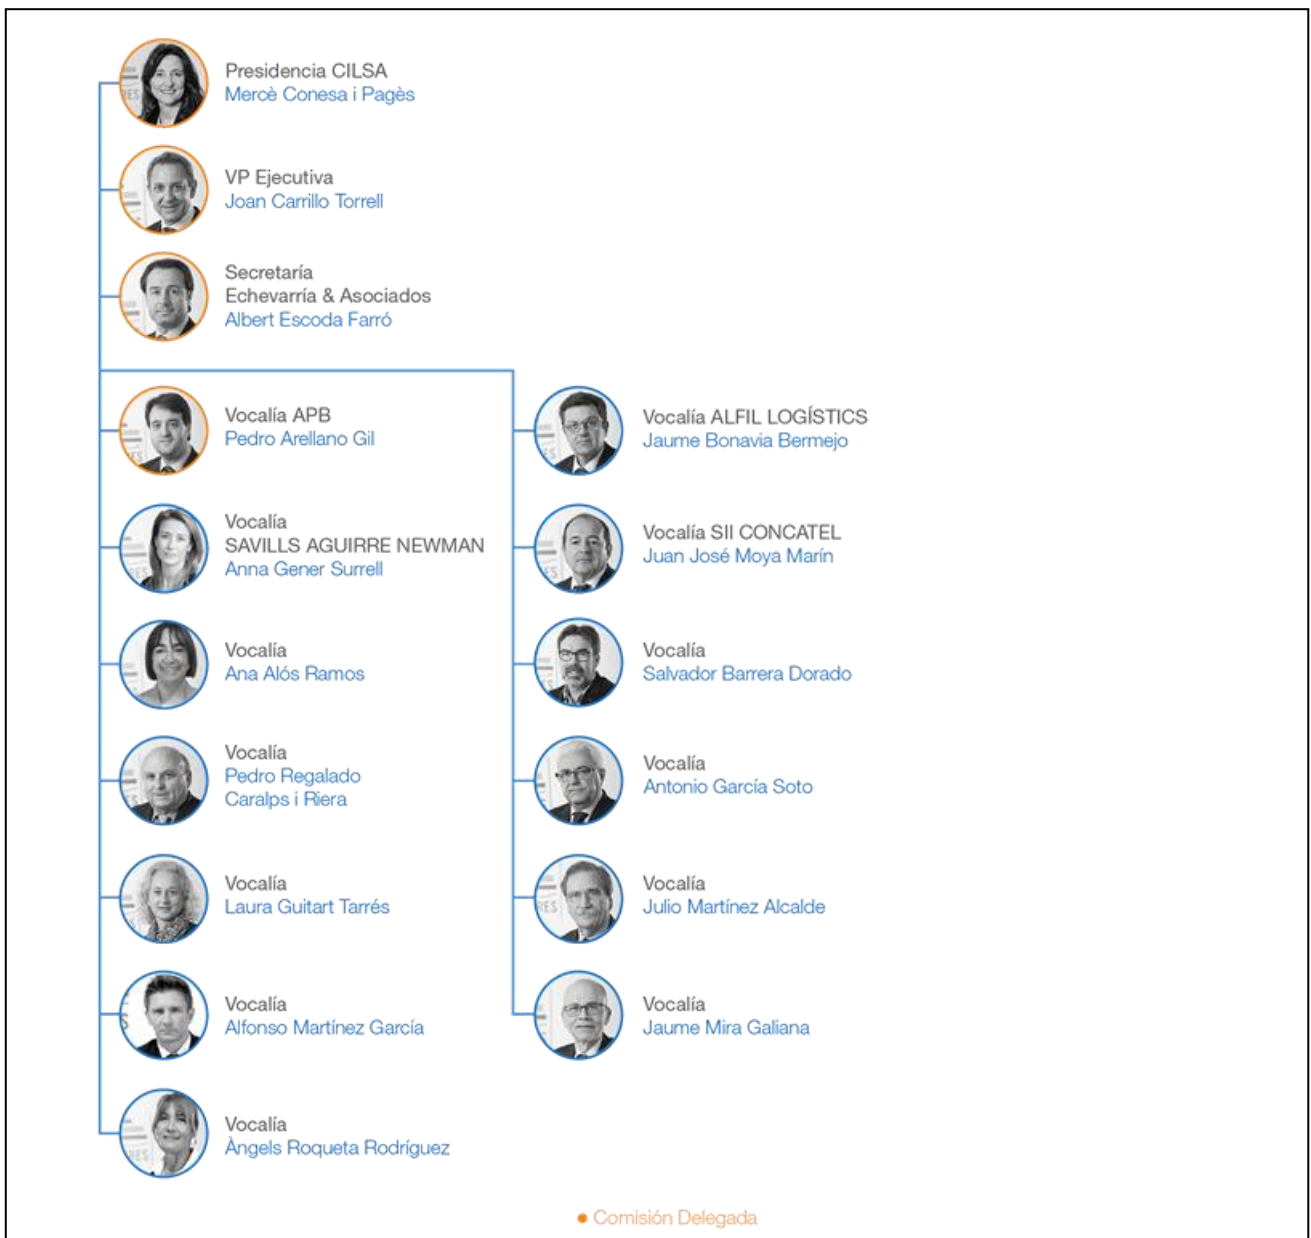 Presidencia CILSA
Mercè Conesa i Pagès
VP Ejecutiva
Joan Carrillo Torrell
Secretaría
Echevarría & Asociados
Albert Escoda Farró
Vocalía APB
Pedro Arellano Gil
Vocalía
SAVILLS AGUIRRE NEWMAN
Anna Gener Surrell
Vocalía
Ana Alós Ramos
Vocalía
Pedro Regalado
Caralps i Riera
Vocalía
Laura Guitart Tarrés
Vocalía
Alfonso Martínez García
Vocalía
Àngels Roqueta Rodríguez
Vocalía ALFIL LOGÍSTICS
Jaume Bonavia Bermejo
Vocalía SII CONCATEL
Juan José Moya Marín
Vocalía
Salvador Barrera Dorado
Vocalía
Antonio García Soto
Vocalía
Julio Martínez Alcalde
Vocalía
Jaume Mira Galiana
Comisión Delegada